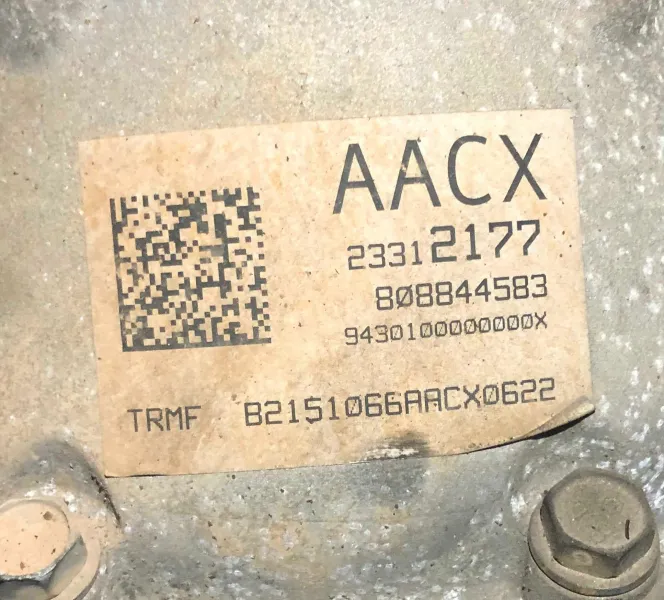 AACX
23312177
808844583
9430100000000X
TRMF B2151066AACX0622